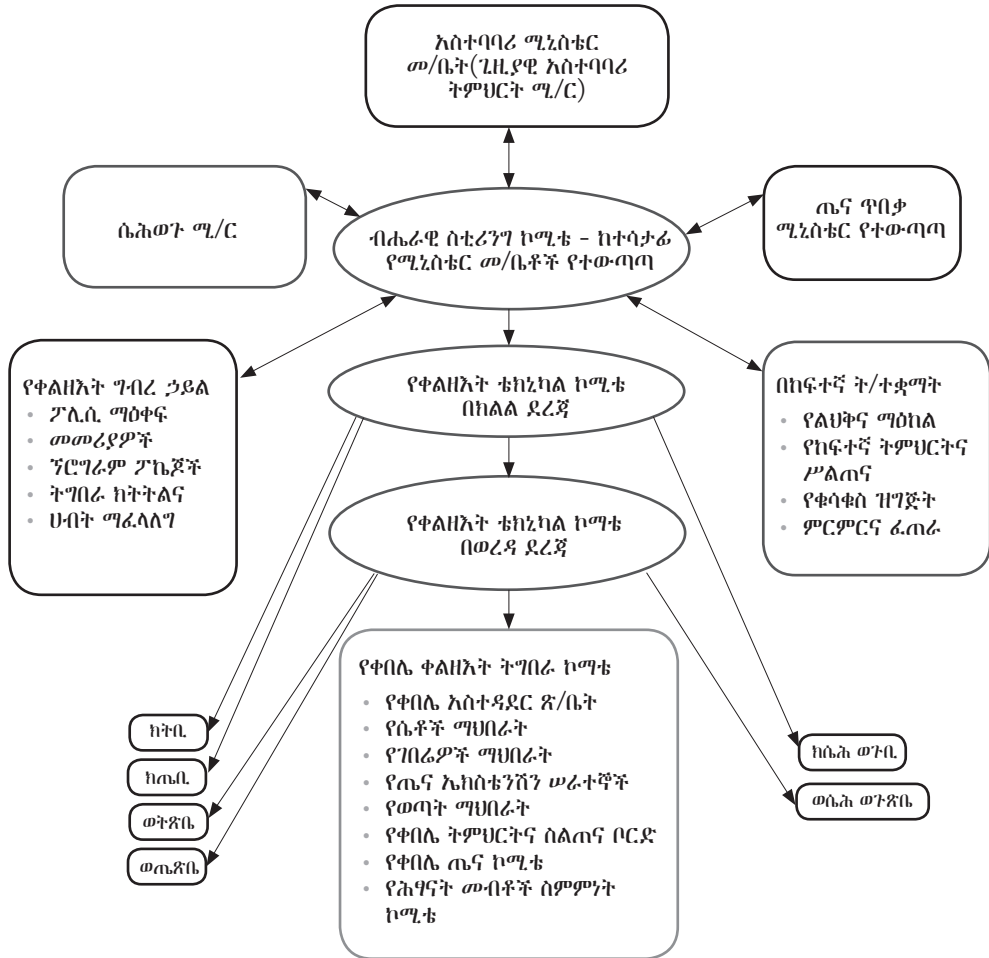 አስተባባሪ ሚኒስቴር
መ/ቤት(ጊዚያዊ አስተባባሪ
ትምህርት ሚ/ር)
ሴሕወጉ ሚ/ር
ብሔራዊ ስቲሪንግ ኮሚቴ - ከተሳታፊ
የሚኒስቴር መ/ቤቶች የተውጣጣ
ጤና ጥበቃ
ሚኒስቴር የተውጣጣ
የቀልዘእት ግብረ ኃይል
• ፖሊሲ ማዕቀፍ
• መመሪያዎች
• ኘሮግራም ፖኬጆች
• ትግበራ ክትትልና
• ሀብት ማፈላለግ
የቀልዘእት ቴክኒካል ኮሚቴ
በክልል ደረጃ
በከፍተኛ ት/ተቋማት
• የልህቅና ማዕከል
• የከፍተኛ ትምህርትና
ሥልጠና
• የቁሳቁስ ዝግጅት
• ምርምርና ፈጠራ
የቀልዘእት ቴክኒካል ኮማቴ
በወረዳ ደረጃ
የቀበሌ ቀልዘእት ትግበራ ኮማቴ
• የቀበሌ አስተዳደር ጽ/ቤት
• የሴቶች ማህበራት
• የገበሬዎች ማህበራት
• የጤና ኤክስቴንሽን ሠራተኞች
• የወጣት ማህበራት
• የቀበሌ ትምህርትና ስልጠና ቦርድ
• የቀበሌ ጤና ኮሚቴ
• የሕፃናት መብቶች ስምምነት
ኮሚቴ
ክትቢ
ክጤቢ
ወትጽቤ
ወጤጽቤ
ክሴሕ ወጉቢ
ወሴሕ ወጉጽቤ